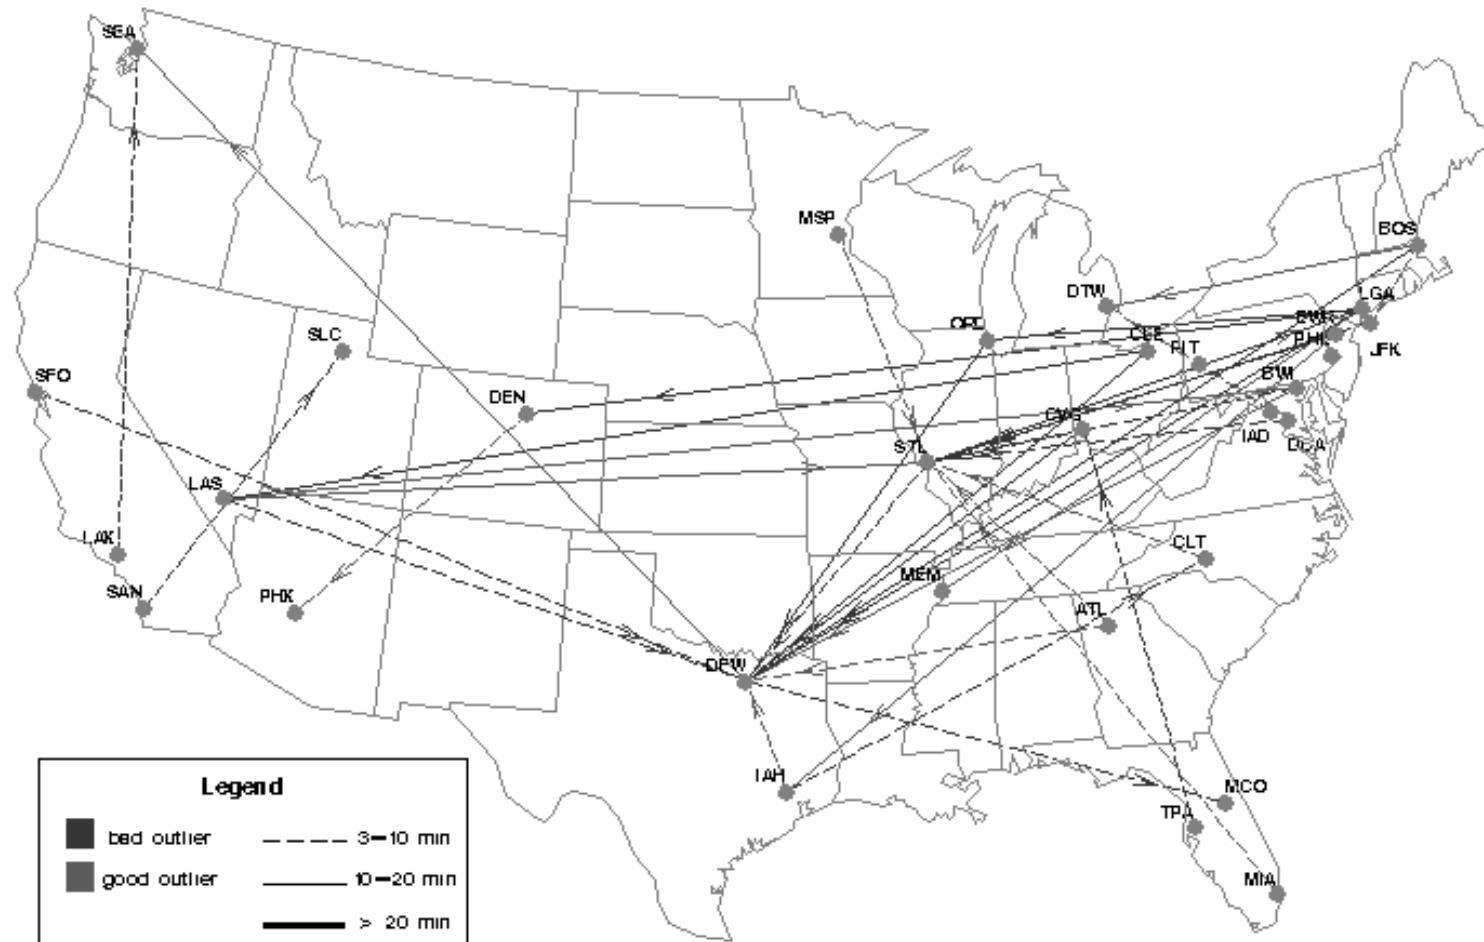 SEA
MSP
BOS
DTW
LGA
SLC
CLE
PIT
JFK
SFO
DEN
BWI
CVG
STL
IAD
DCA
LAS
LAX
CLT
MEM
SAN
PHX
ATL
DFW
IAH
MCO
TPA
MIA
Legend
bad outlier
3-10 min
good outlier
10-20 min
> 20 min